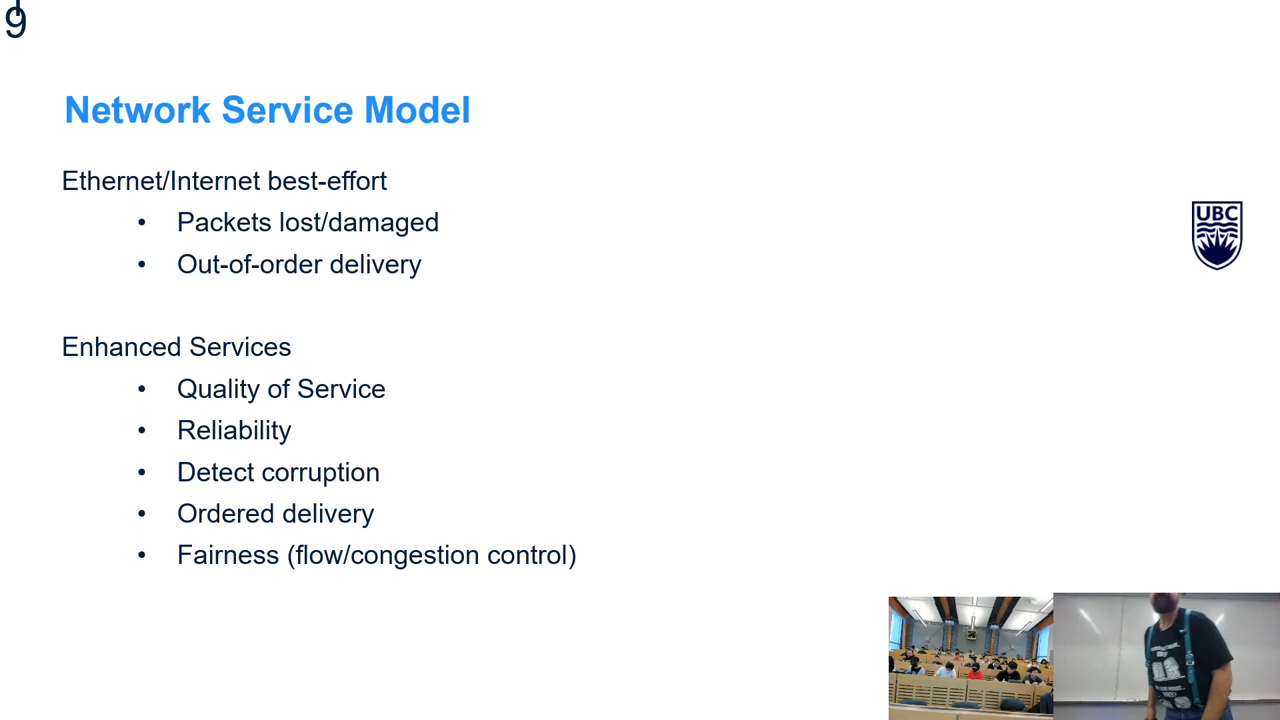 9
Network Service Model
Ethernet/Internet best-effort
• Packets lost/damaged
• Out-of-order delivery
UBC
Enhanced Services
• Quality of Service
• Reliability
• Detect corruption
• Ordered delivery
• Fairness (flow/congestion control)